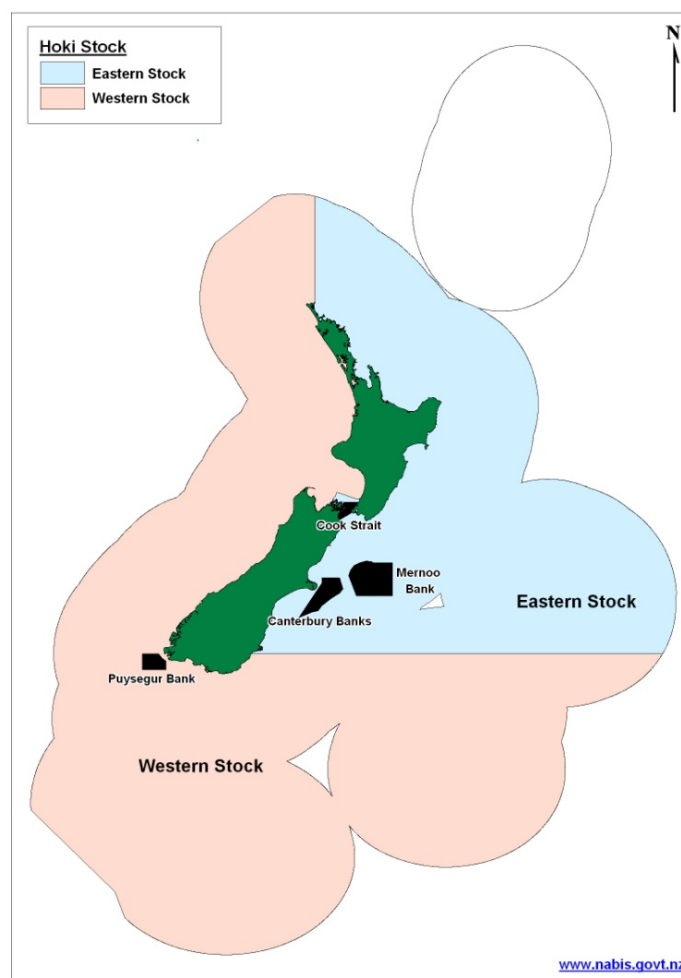 Hoki Stock
Eastern Stock
Western Stock
N
Cook Strait
Mernoo
Bank
Eastern Stock
Canterbury Banks
Puysegur Bank
Western Stock
www.nabis.govt.nz